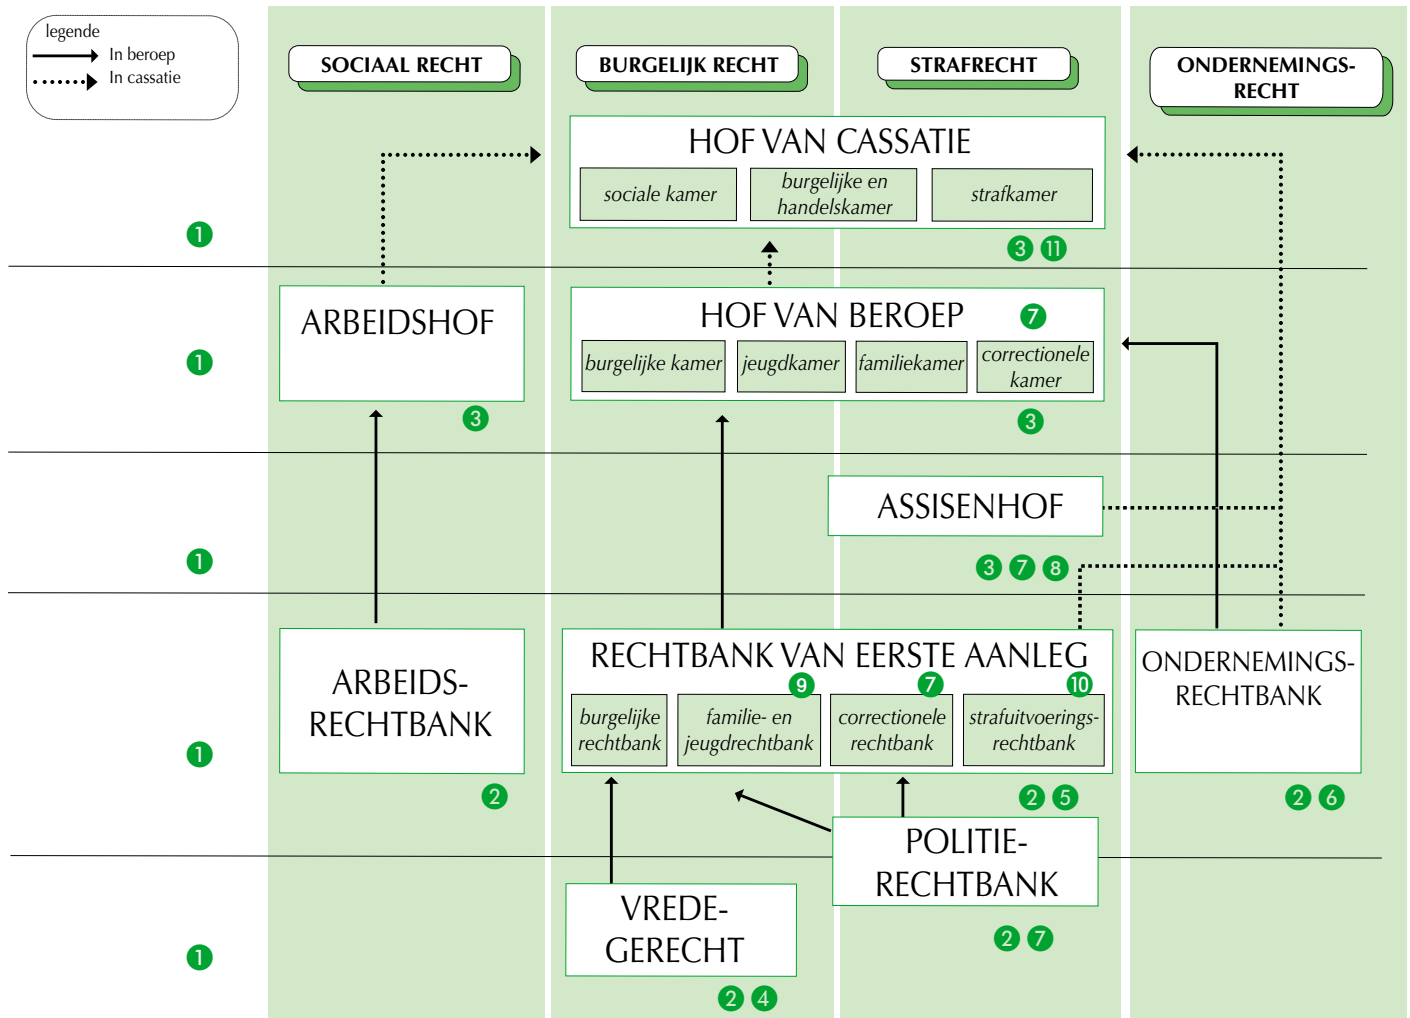 legende
In beroep
In cassatie
SOCIAAL RECHT
BURGELIJK RECHT
STRAFRECHT
ONDERNEMINGS-
RECHT
HOF VAN CASSATIE
sociale kamer
burgelijke en
handelskamer
strafkamer
1
3 11
ARBEIDSHOF
HOF VAN BEROEP
7
burgelijke kamer
jeugdkamer
familiekamer
correctionele
kamer
1
3
3
ASSISENHOF
1
3 7 8
ARBEIDS-
RECHTBANK
RECHTBANK VAN EERSTE AANLEG
9
7
10
burgelijke
rechtbank
familie- en
jeugdrechtbank
correctionele
rechtbank
strafuitvoerings-
rechtbank
ONDERNEMINGS-
RECHTBANK
1
2
2 5
2 6
POLITIE-
RECHTBANK
2 7
VREDE-
GERECHT
1
2 4